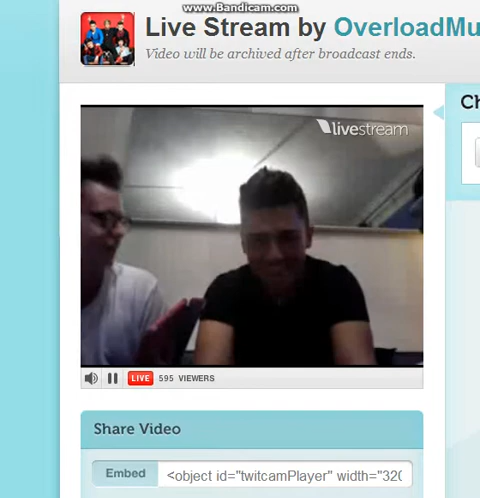 www.Bandicam.com
Live Stream by OverloadMu
Video will be archived after broadcast ends.
Ch
livestream
LIVE 595 VIEWERS
Share Video
Embed <object id="twitcamPlayer" width="320